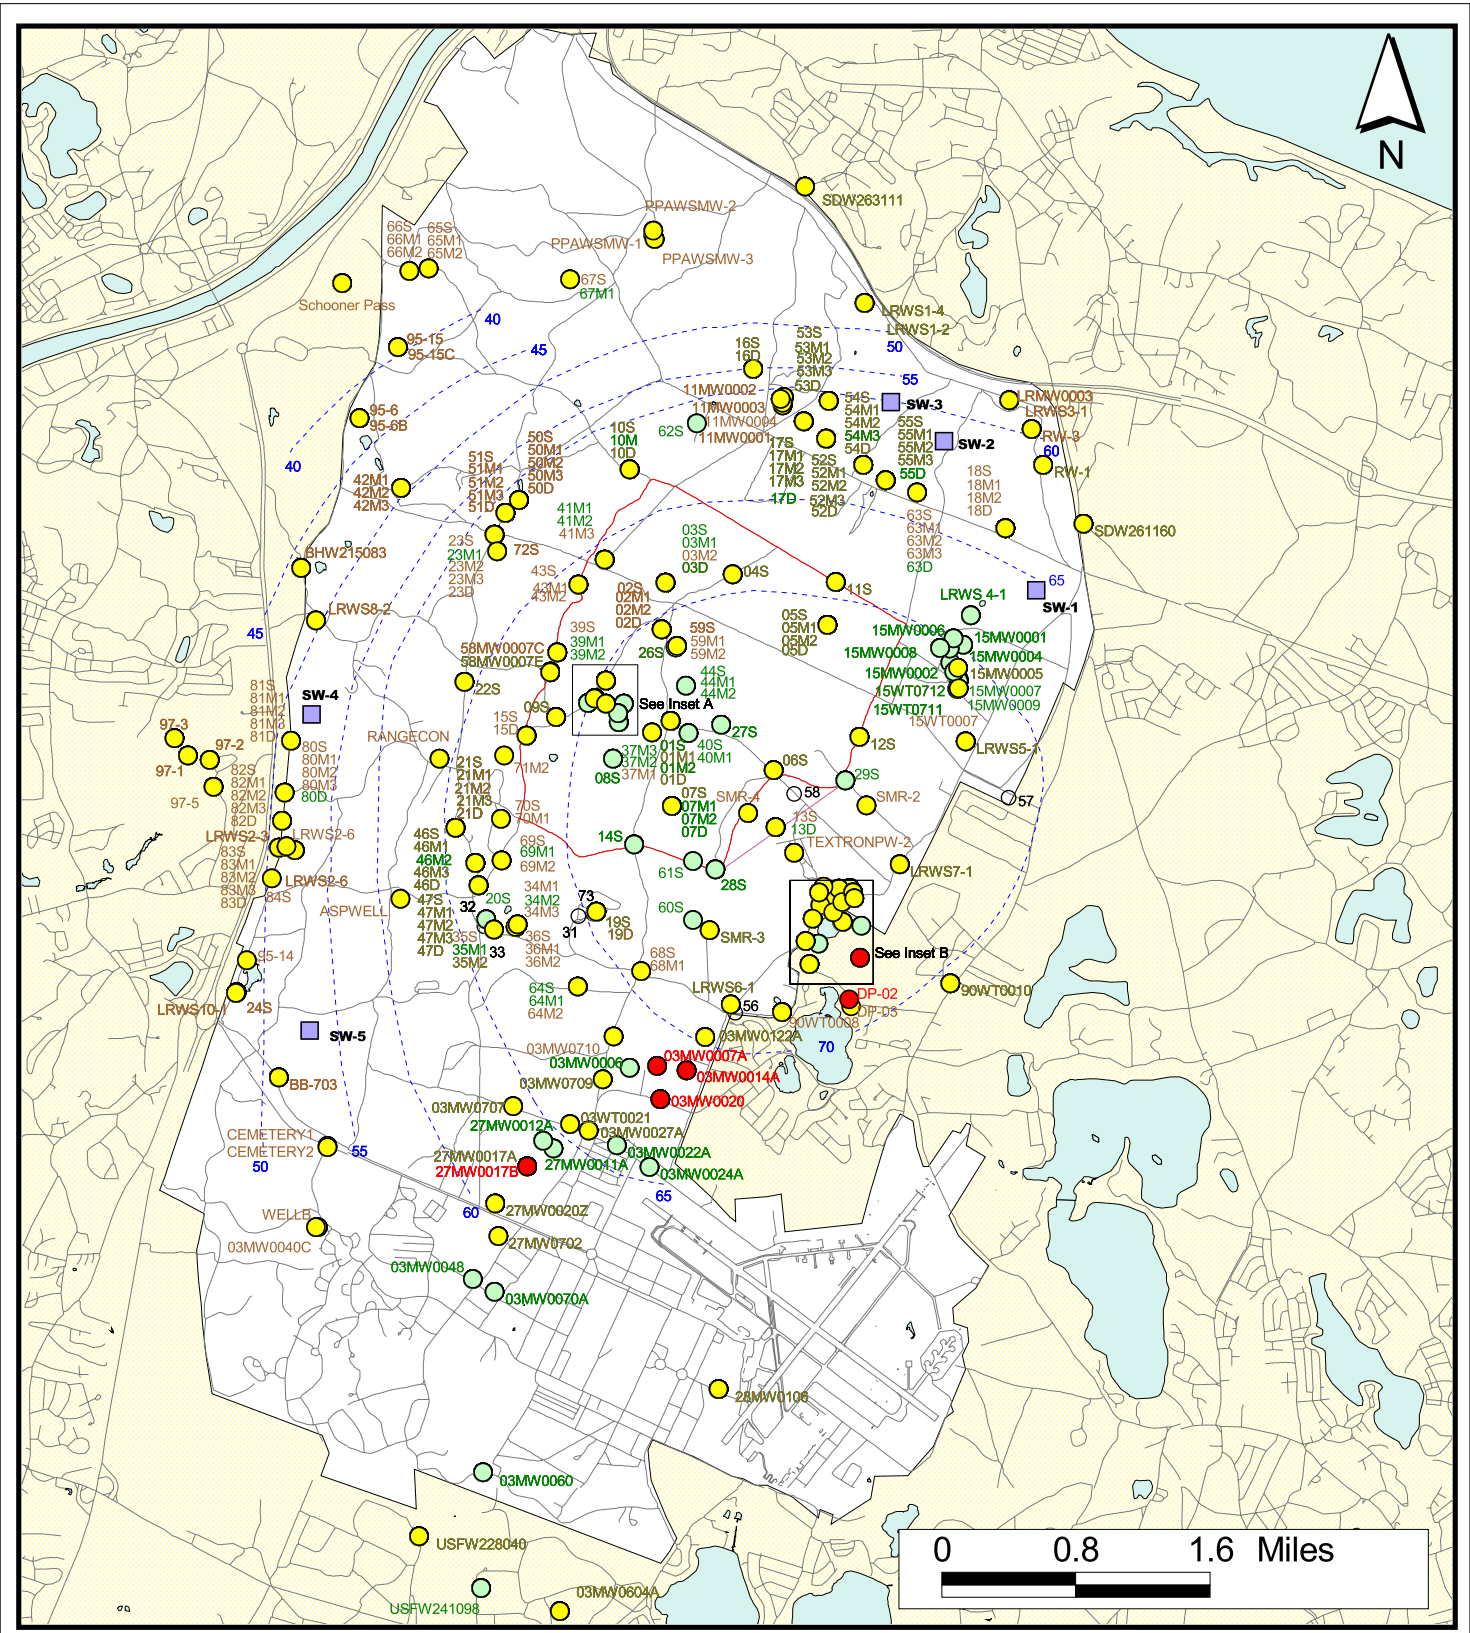 N
SDW263111
PPAWSMW-2
PPAWSMW-1
PPAWSMW-3
66S
66M1
66M2
65S
65M1
65M2
67S
67M1
Schooner Pass
LRWS1-4
LRWS1-2
40
45
50
55
95-15
95-15C
16S
16D
53S
53M1
53M2
53M3
53D
11MW0002
11MW0003
11MW0004
11MW0001
62S
54S
54M1
54M2
54M3
54D
SW-3
SW-2
LRMW0003
LRWS3-1
RW-3
60
RW-1
55S
55M1
55M2
55M3
55D
95-6
95-6B
40
10S
10M
10D
50S
50M1
50M2
50M3
50D
51S
51M1
51M2
51M3
51D
42M1
42M2
42M3
17S
17M1
17M2
17M3
17D
52S
52M1
52M2
52M3
52D
18S
18M1
18M2
18D
SDW261160
63S
63M1
63M2
63M3
63D
41M1
41M2
41M3
03S
03M1
03M2
03D
23S
23M1
23M2
23M3
23D
72S
BHW215083
43S
43M1
43M2
04S
11S
65
SW-1
LRWS 4-1
LRWS8-2
45
02S
02M1
02M2
02D
05S
05M1
05M2
05D
39S
39M1
39M2
59S
59M1
59M2
26S
58MW0007C
58MW0007E
15MW0006
15MW0001
15MW0008
15MW0004
15MW0002
15MW0005
15WT0712
15MW0007
15MW0009
15WT0711
15WT0007
22S
44S
44M1
44M2
See Inset A
81S
81M1
81M2
81M3
81D
SW-4
09S
15S
15D
27S
12S
LRWS5-1
97-3
97-2
97-1
97-5
80S
80M1
80M2
80M3
80D
RANGECON
71M2
37M3
37M2
37M1
08S
01S
01M1
01M2
01D
40S
40M1
82S
82M1
82M2
82M3
82D
21S
21M1
21M2
21M3
21D
06S
29S
58
57
SMR-4
SMR-2
07S
07M1
07M2
07D
70S
70M1
13S
13D
TEXTRONPW-2
LRWS2-3
LRWS2-6
46S
46M1
46M2
46M3
46D
69S
69M1
69M2
14S
61S
28S
LRWS7-1
83S
83M1
83M2
83M3
83D
LRWS2-6
84S
ASPWELL
47S
47M1
47M2
47M3
47D
20S
32
34M1
34M2
34M3
73
31
19S
19D
60S
SMR-3
35S
35M1
35M2
33
36S
36M1
36M2
See Inset B
95-14
68S
68M1
LRWS10-1
24S
64S
64M1
64M2
LRWS6-1
56
90WT0008
DP-02
DP-03
90WT0010
SW-5
03MW0710
03MW0122A
70
03MW0006
03MW0007A
03MW0014A
BB-703
03MW0709
03MW0020
03MW0707
03WT0021
27MW0012A
03MW0027A
CEMETERY1
CEMETERY2
55
50
27MW0017A
27MW0017B
27MW0011A
03MW0022A
03MW0024A
65
60
27MW0020Z
WELLB
03MW0040C
27MW0702
03MW0048
03MW0070A
28MW0106
03MW0060
USFW228040
USFW241098
03MW0604A
0 0.8 1.6 Miles